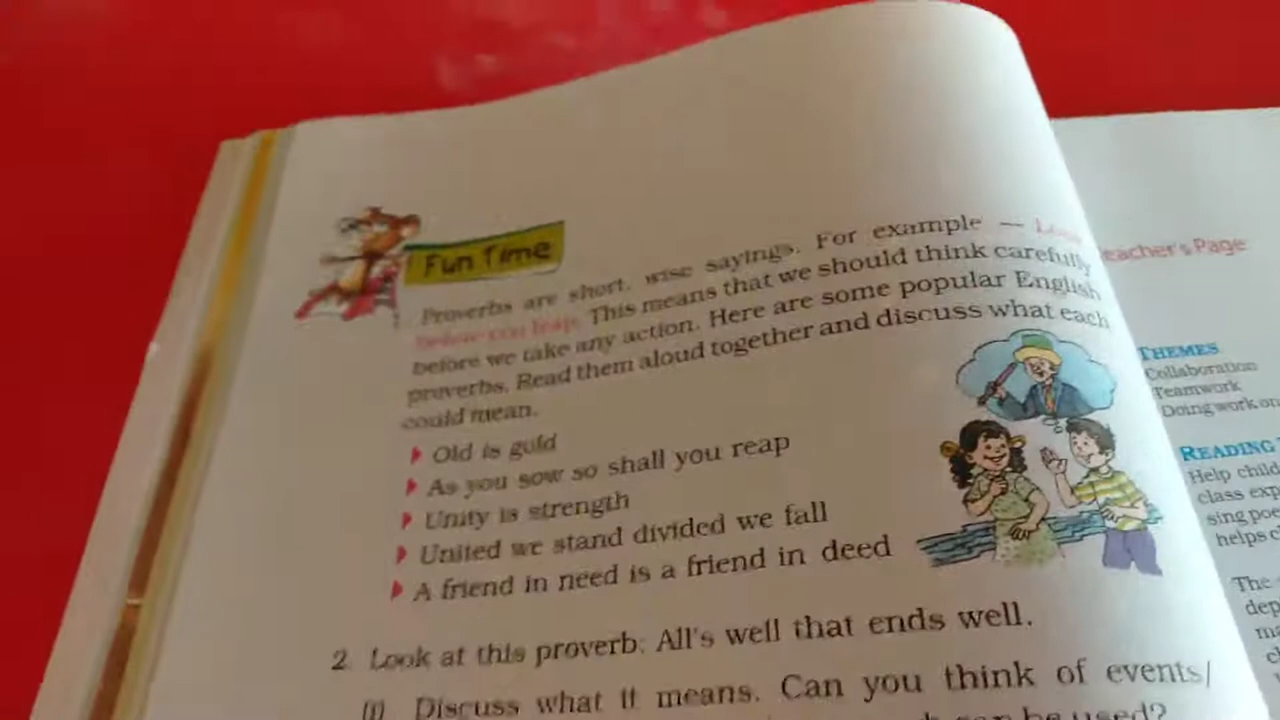 Fun Time
Proverbs are short, wise sayings. For example — Look
before you leap. This means that we should think carefully
before we take any action. Here are some popular English
proverbs. Read them aloud together and discuss what each
could mean.
Old is gold
As you sow so shall you reap
Unity is strength
United we stand divided we fall
A friend in need is a friend in deed
2. Look at this proverb: All's well that ends well.
(i) Discuss what it means. Can you think of events/
can be used?
Teacher's Page
THEMES
Collaboration
Teamwork
Doing work on
READING
Help child
class exp
sing poe
helps c
The
dep